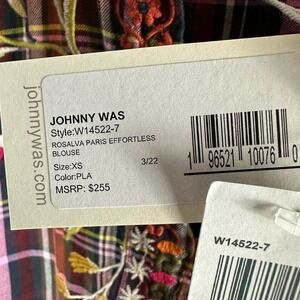 johnnywas.com
JOHNNY WAS
Style:W14522-7
ROSALVA PARIS EFFORTLESS
BLOUSE
Size:XS 3/22
Color:PLA
MSRP: $255
1 96521 10076 0
W14522-7